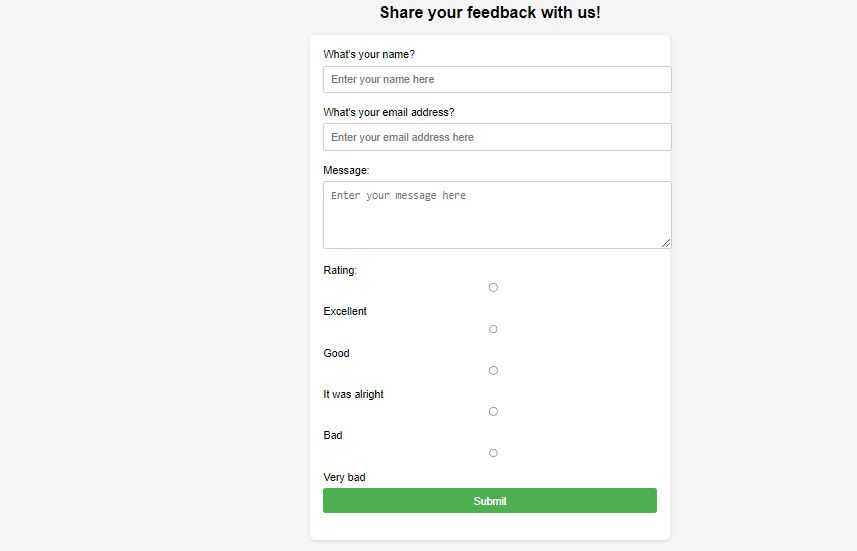 Share your feedback with us!
What's your name?
Enter your name here
What's your email address?
Enter your email address here
Message:
Enter your message here
Rating:
Excellent
Good
It was alright
Bad
Very bad
Submit